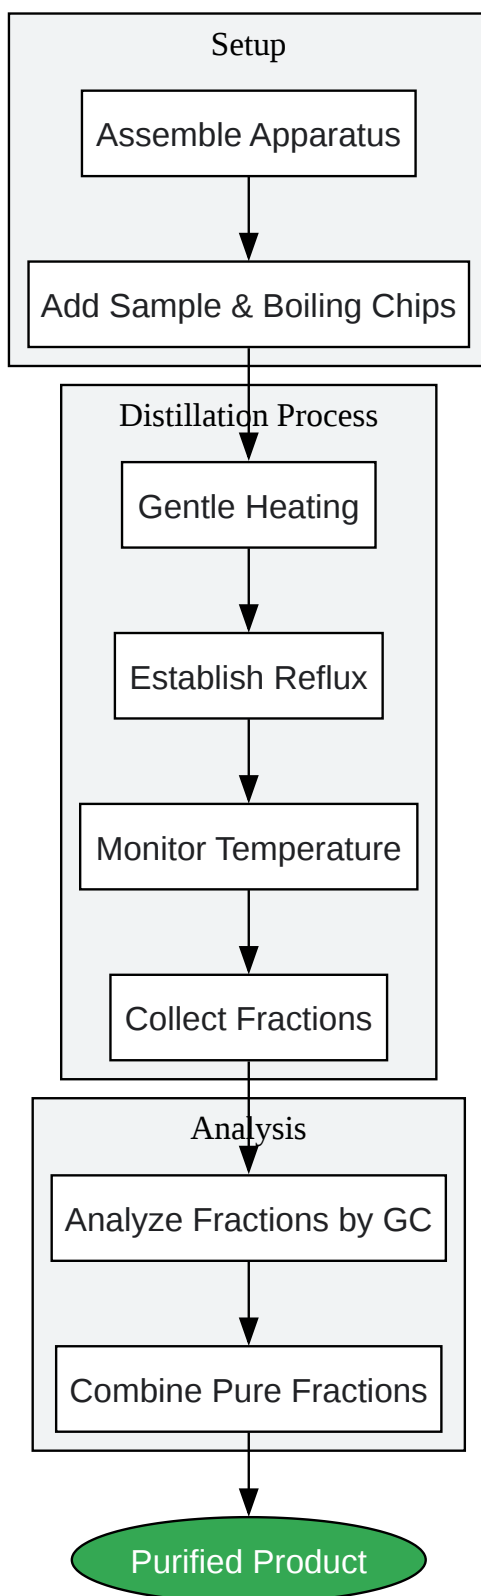 Setup
Assemble Apparatus
Add Sample & Boiling Chips
Distillation Process
Gentle Heating
Establish Reflux
Monitor Temperature
Collect Fractions
Analysis
Analyze Fractions by GC
Combine Pure Fractions
Purified Product